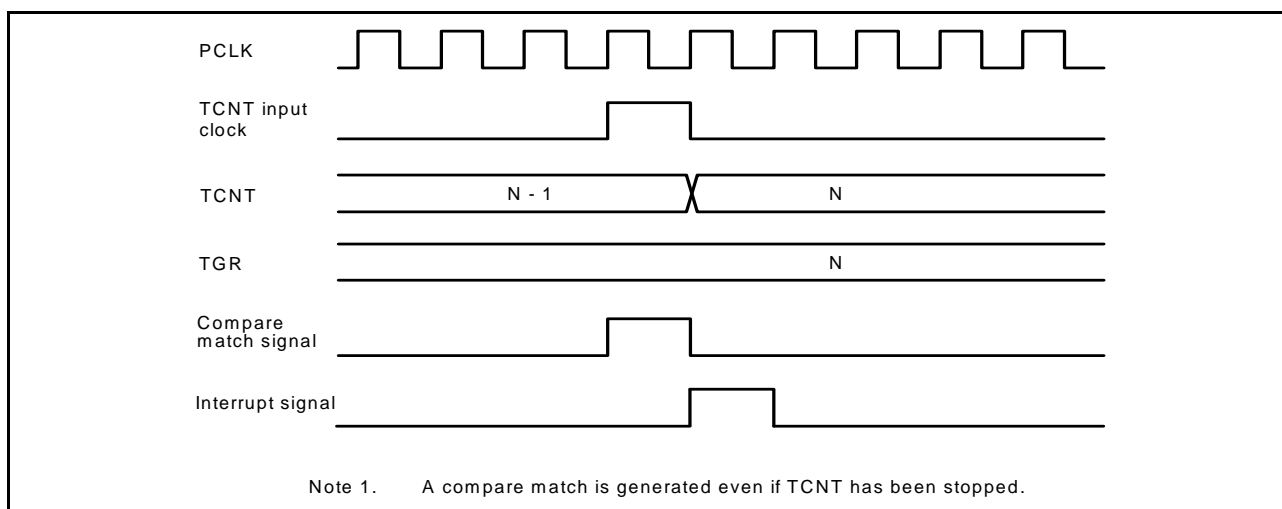 PCLK
TCNT input
clock
TCNT
N - 1
N
TGR
N
Compare
match signal
Interrupt signal
Note 1. A compare match is generated even if TCNT has been stopped.